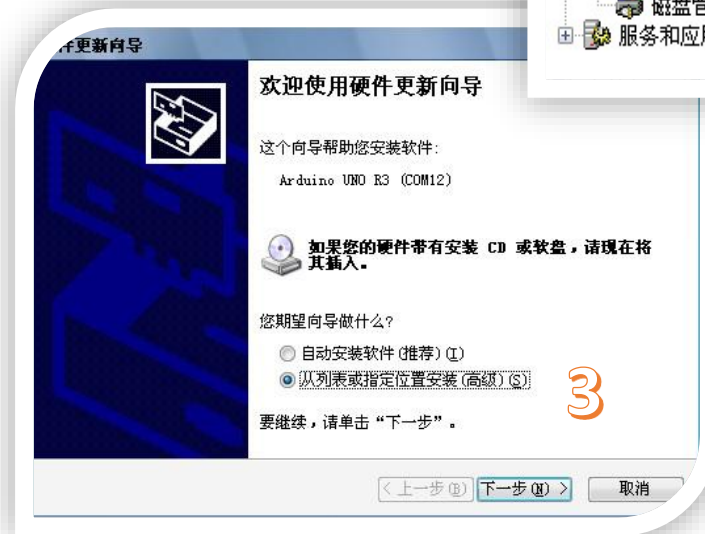 磁盘管
服务和应用
件更新向导
欢迎使用硬件更新向导
这个向导帮助您安装软件:
Arduino UNO R3 (COM12)
如果您的硬件带有安装 CD 或软盘,请现在将
其插入。
您期望向导做什么?
自动安装软件(推荐)(I)
从列表或指定位置安装(高级)(S)
3
要继续,请单击“下一步”。
< 上一步(B) 下一步(N) > 取消